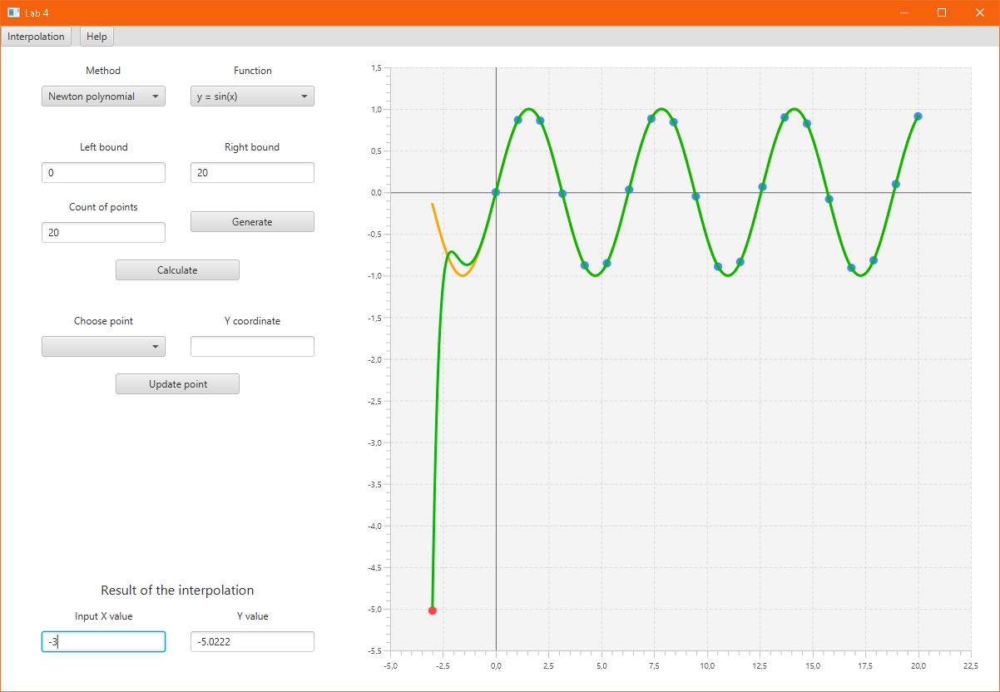 Lab 4
Interpolation Help
Method Function
Newton polynomial y = sin(x)
Left bound Right bound
0 20
Count of points
20 Generate
Calculate
Choose point Y coordinate
Update point
Result of the interpolation
Input X value Y value
-3 -5.0222
1,5
1,0
0,5
0,0
-0,5
-1,0
-1,5
-2,0
-2,5
-3,0
-3,5
-4,0
-4,5
-5,0
-5,5
-5,0 -2,5 0,0 2,5 5,0 7,5 10,0 12,5 15,0 17,5 20,0 22,5